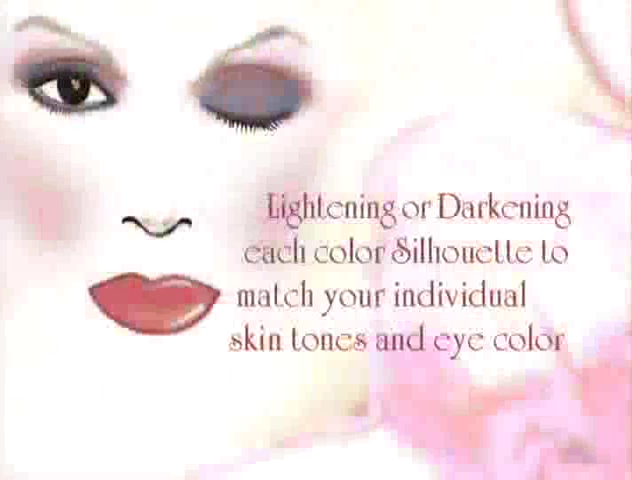 Lightening or Darkening
each color Silhouette to
match your individual
skin tones and eye color